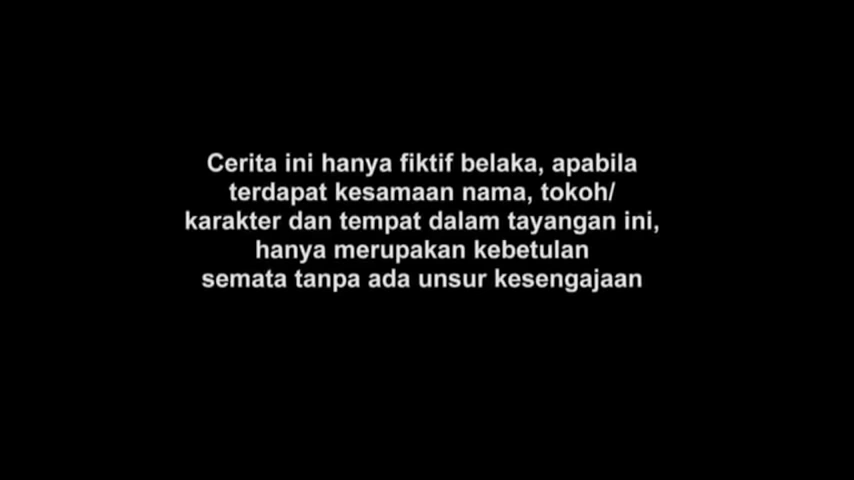 Cerita ini hanya fiktif belaka, apabila
terdapat kesamaan nama, tokoh/
karakter dan tempat dalam tayangan ini,
hanya merupakan kebetulan
semata tanpa ada unsur kesengajaan